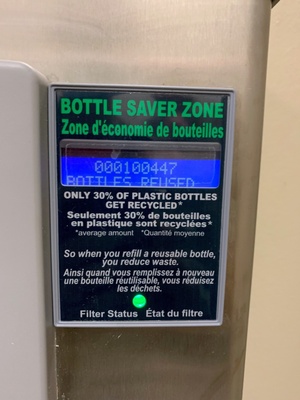 BOTTLE SAVER ZONE
Zone d'économie de bouteilles
000100447
BOTTLES REUSED
ONLY 30% OF PLASTIC BOTTLES
GET RECYCLED*
Seulement 30% de bouteilles
en plastique sont recyclées*
*average amount *Quantité moyenne
So when you refill a reusable bottle,
you reduce waste.
Ainsi quand vous remplissez à nouveau
une bouteille réutilisable, vous réduisez
les déchets.
Filter Status État du filtre